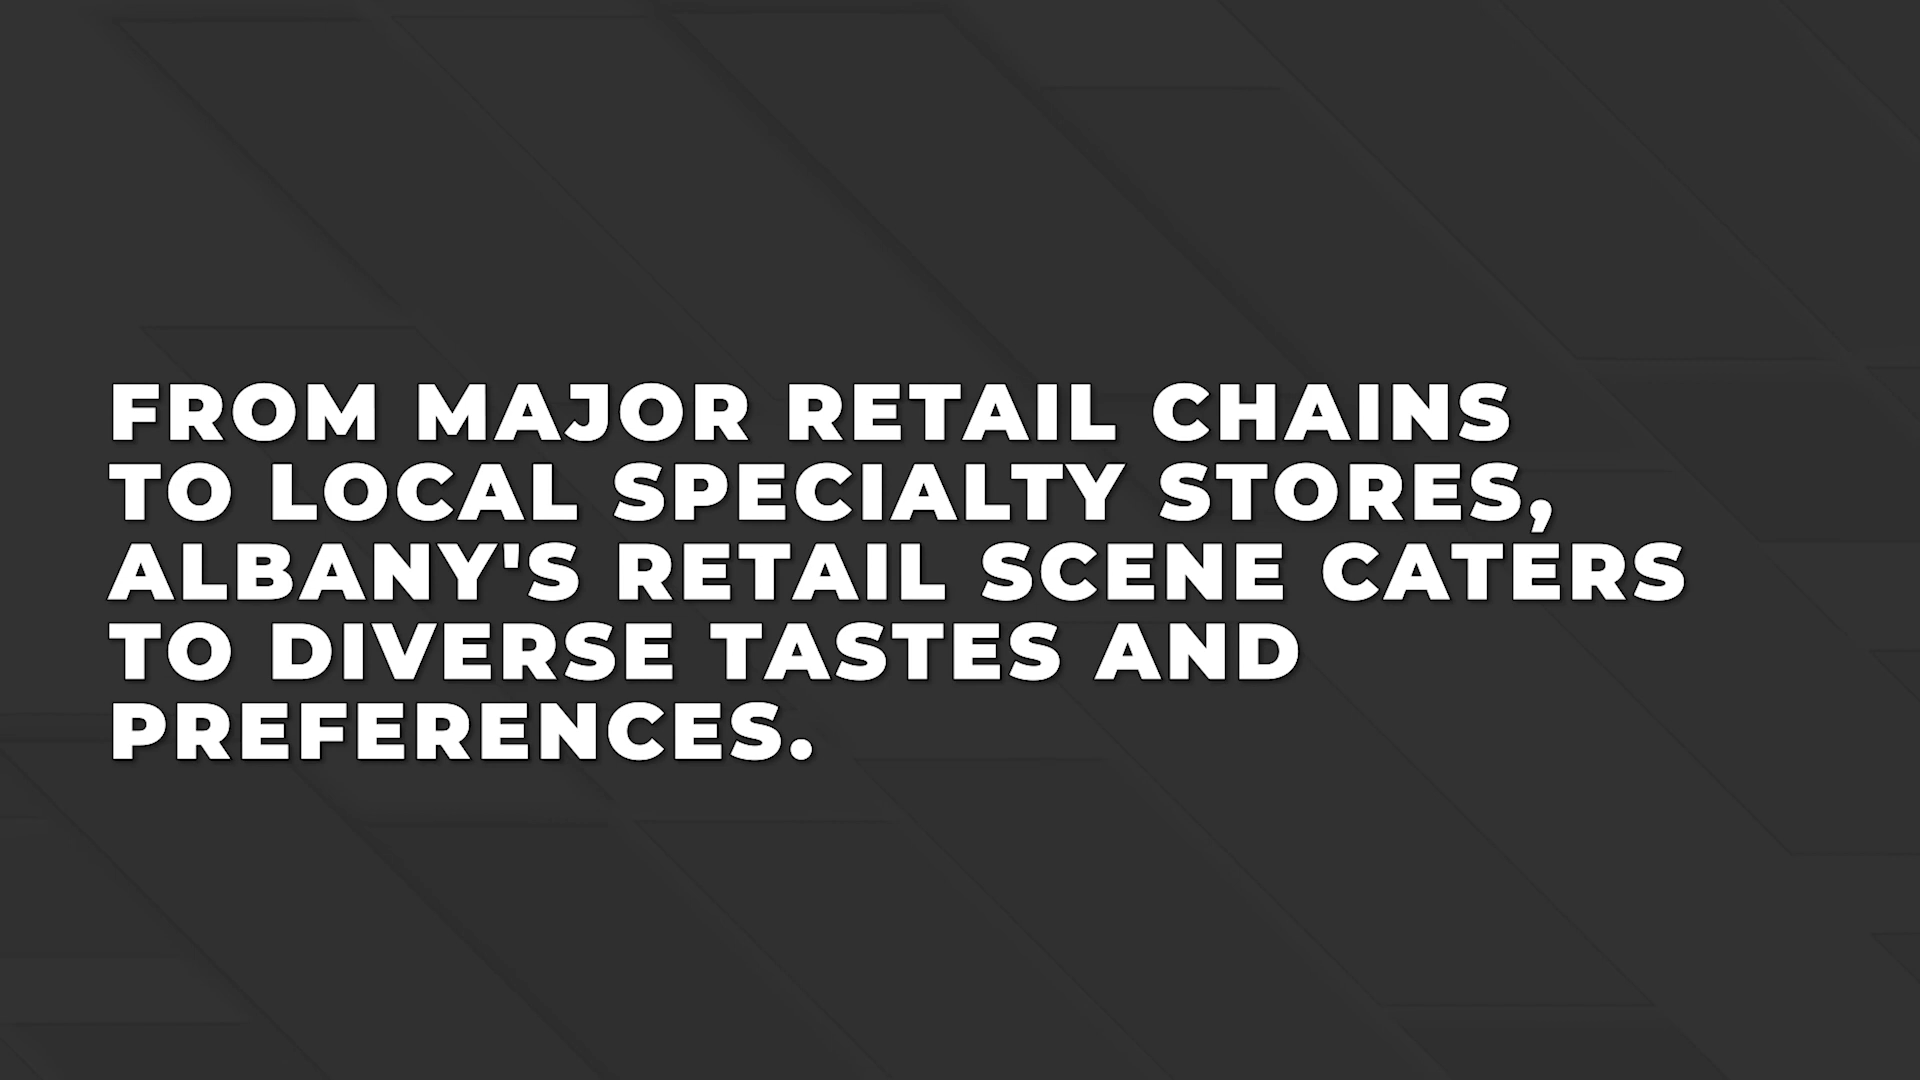 FROM MAJOR RETAIL CHAINS
TO LOCAL SPECIALTY STORES,
ALBANY'S RETAIL SCENE CATERS
TO DIVERSE TASTES AND
PREFERENCES.